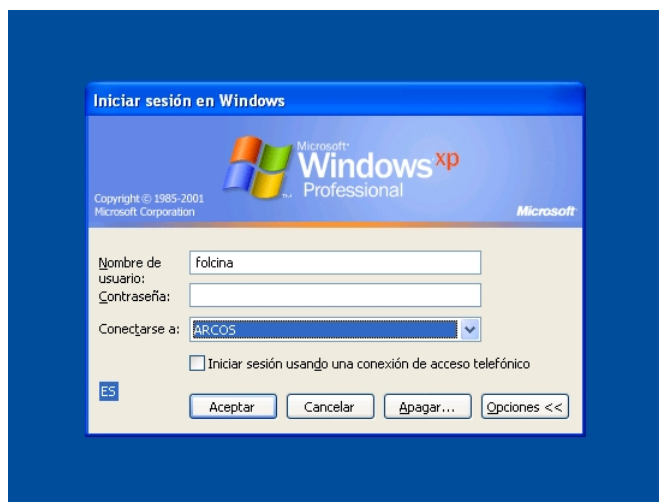 Iniciar sesión en Windows
Microsoft
Windows xp
Professional
Copyright © 1985-2001
Microsoft Corporation
Microsoft
Nombre de
usuario:
folcina
Contraseña:
Conectarse a:
ARCOS
Iniciar sesión usando una conexión de acceso telefónico
ES
Aceptar
Cancelar
Apagar...
Opciones <<